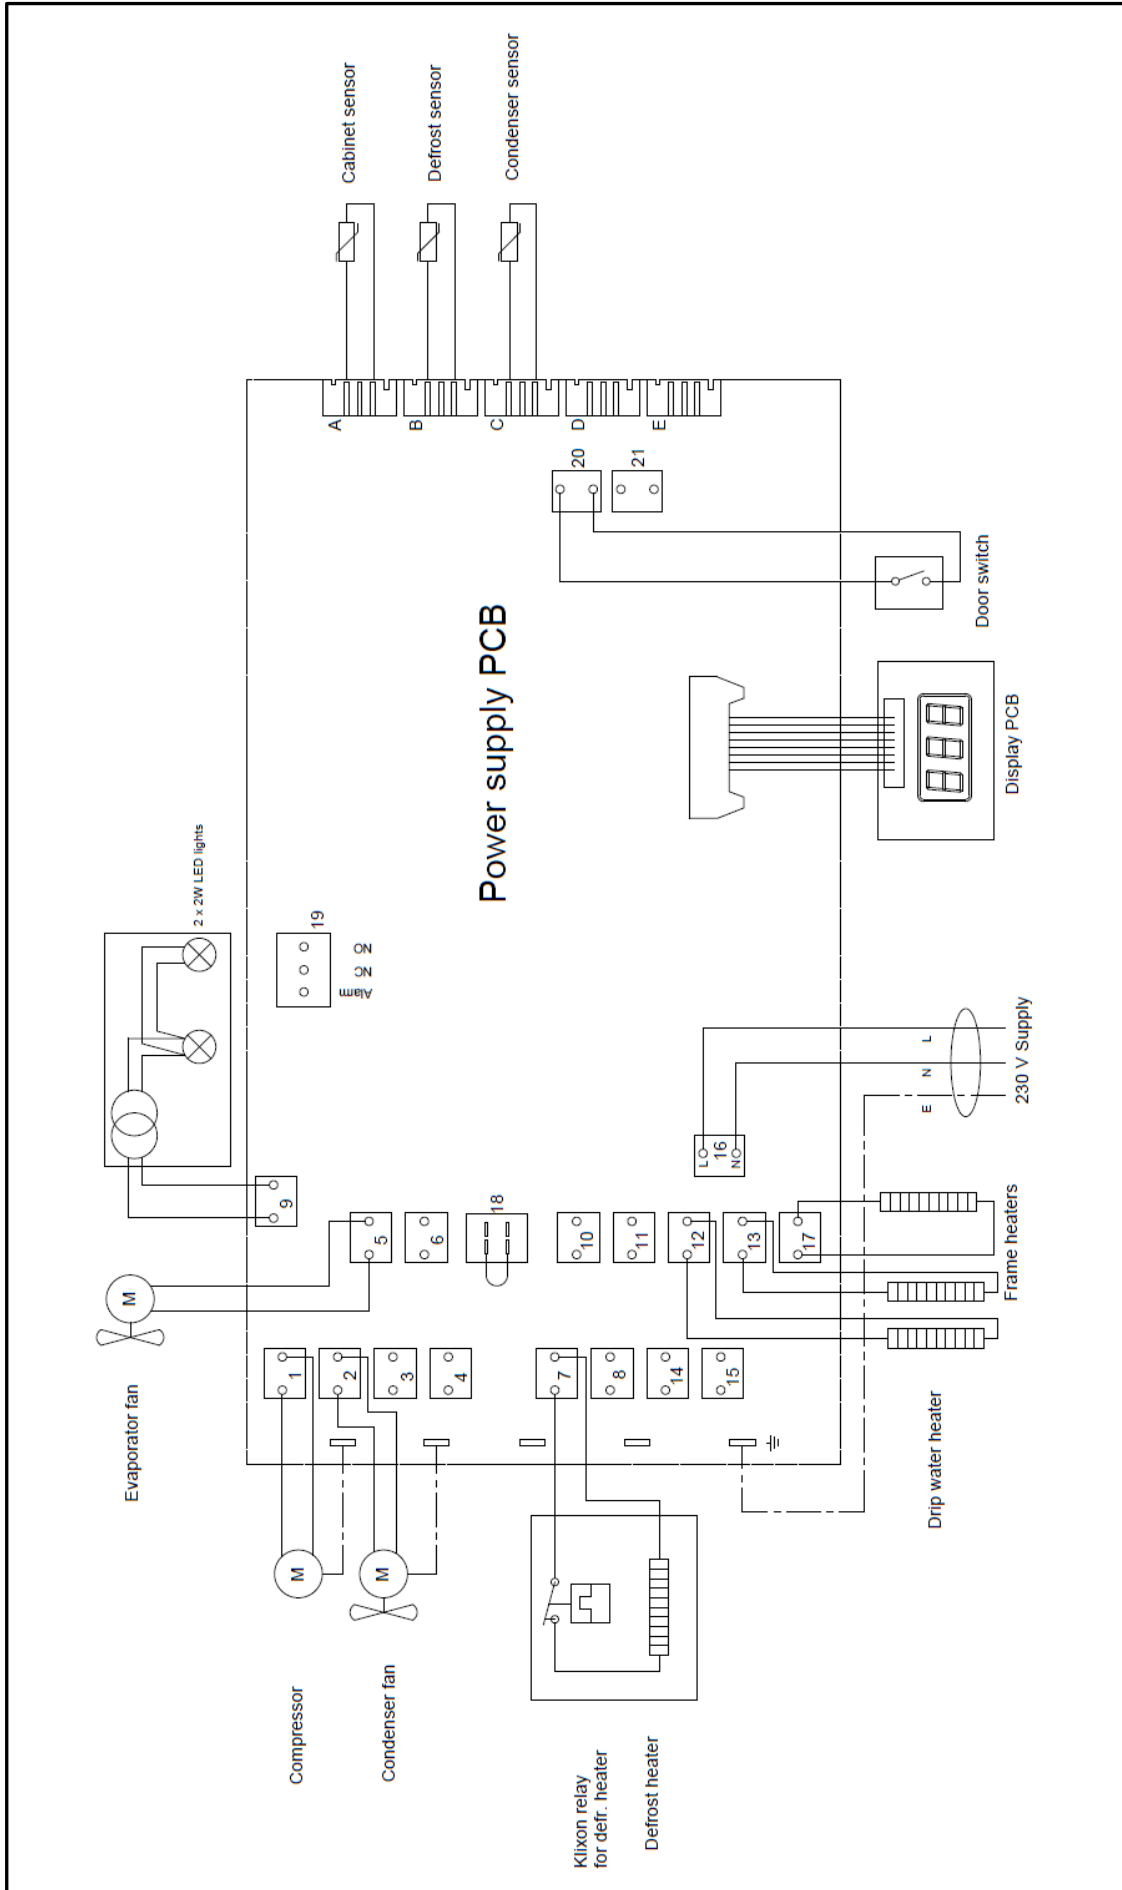 Compressor
Condenser fan
Klixon relay
for defr. heater
Defrost heater
Evaporator fan
Drip water heater
Frame heaters
230 V Supply
Display PCB
Door switch
Power supply PCB
2 x 2W LED lights
Cabinet sensor
Defrost sensor
Condenser sensor
M
M
M
1
2
3
4
7
8
14
15
9
5
6
18
10
11
12
13
17
L
16
N
E
N
L
19
Alarm
NC
NO
20
21
A
B
C
D
E